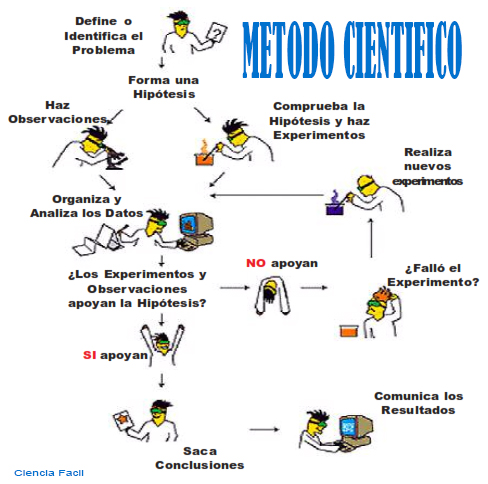 Define o
Identifica el
Problema
METODO CIENTIFICO
Forma una
Hipótesis
Haz
Observaciones
Comprueba la
Hipótesis y haz
Experimentos
Realiza
nuevos
experimentos
Organiza y
Analiza los Datos
¿Los Experimentos y
Observaciones
apoyan la Hipótesis?
NO apoyan
¿Falló el
Experimento?
SI apoyan
Saca
Conclusiones
Comunica los
Resultados
Ciencia Facil
?